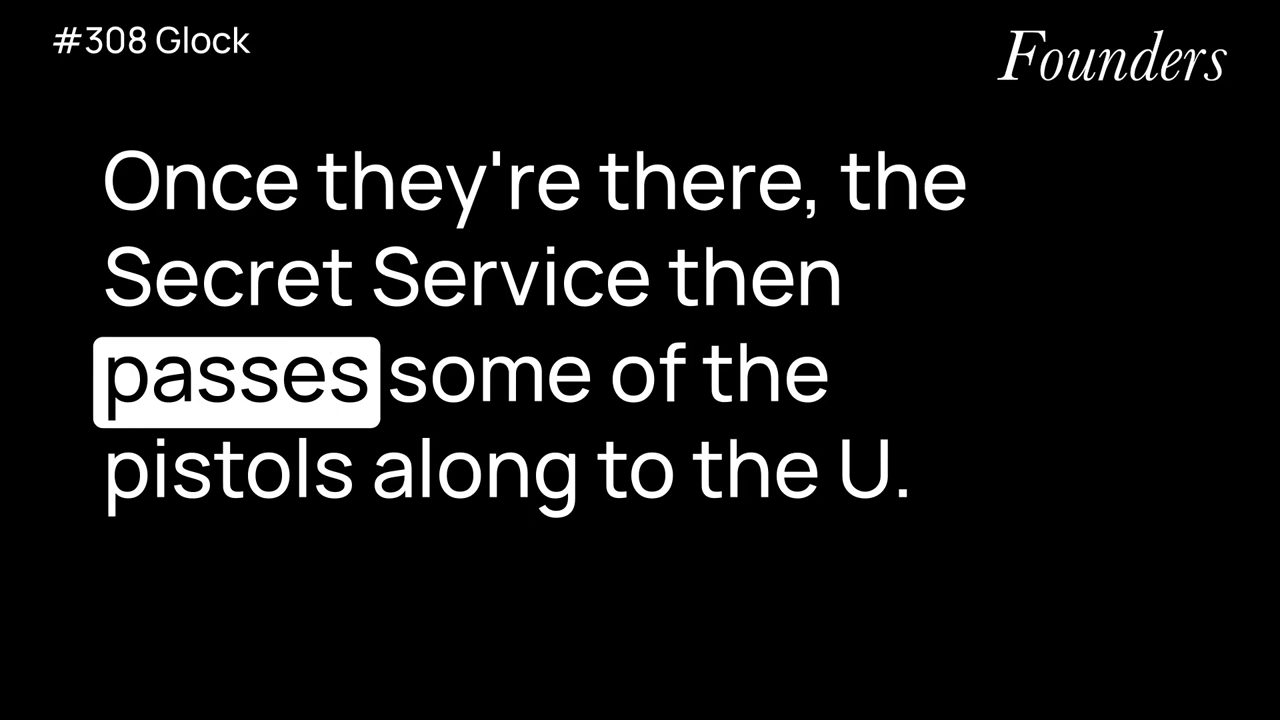 #308 Glock
Founders
Once they're there, the
Secret Service then
passes some of the
pistols along to the U.